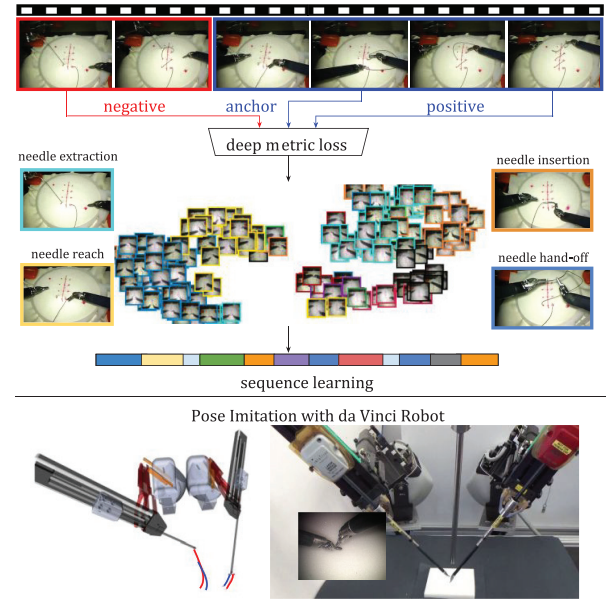 negative
anchor
positive
deep metric loss
needle extraction
needle insertion
needle reach
needle hand-off
sequence learning
Pose Imitation with da Vinci Robot